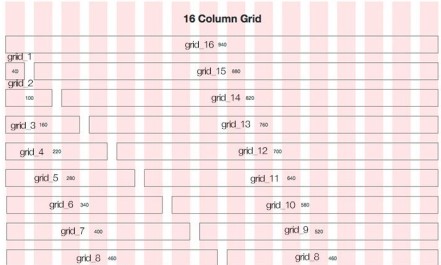 16 Column Grid
grid_16 940
grid_1
40 grid_15 880
grid_2
100 grid_14 820
grid_3 160 grid_13 760
grid_4 220 grid_12 700
grid_5 280 grid_11 640
grid_6 340 grid_10 580
grid_7 400 grid_9 520
grid_8 460 grid_8 460